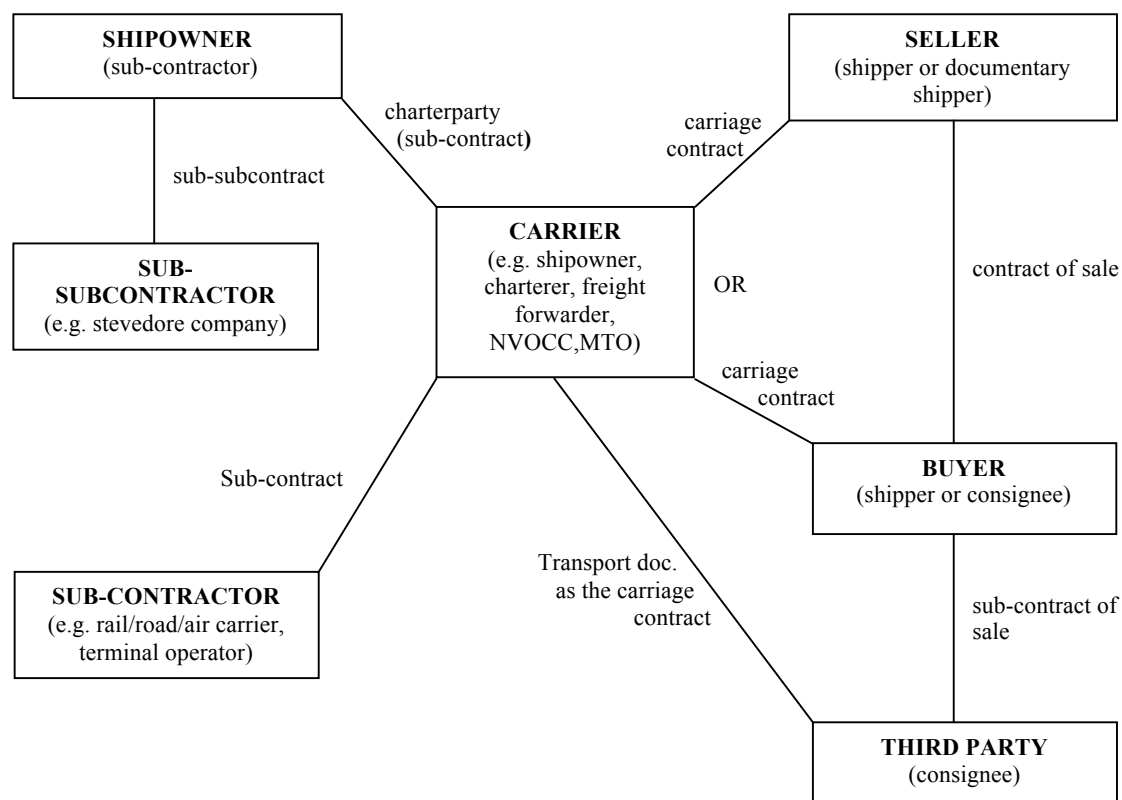 SHIPOWNER
(sub-contractor)
SELLER
(shipper or documentary
shipper)
charterparty
(sub-contract)
carriage
contract
sub-subcontract
CARRIER
(e.g. shipowner,
charterer, freight
forwarder,
NVOCC,MTO)
OR
contract of sale
SUB-
SUBCONTRACTOR
(e.g. stevedore company)
carriage
contract
Sub-contract
BUYER
(shipper or consignee)
SUB-CONTRACTOR
(e.g. rail/road/air carrier,
terminal operator)
Transport doc.
as the carriage
contract
sub-contract of
sale
THIRD PARTY
(consignee)